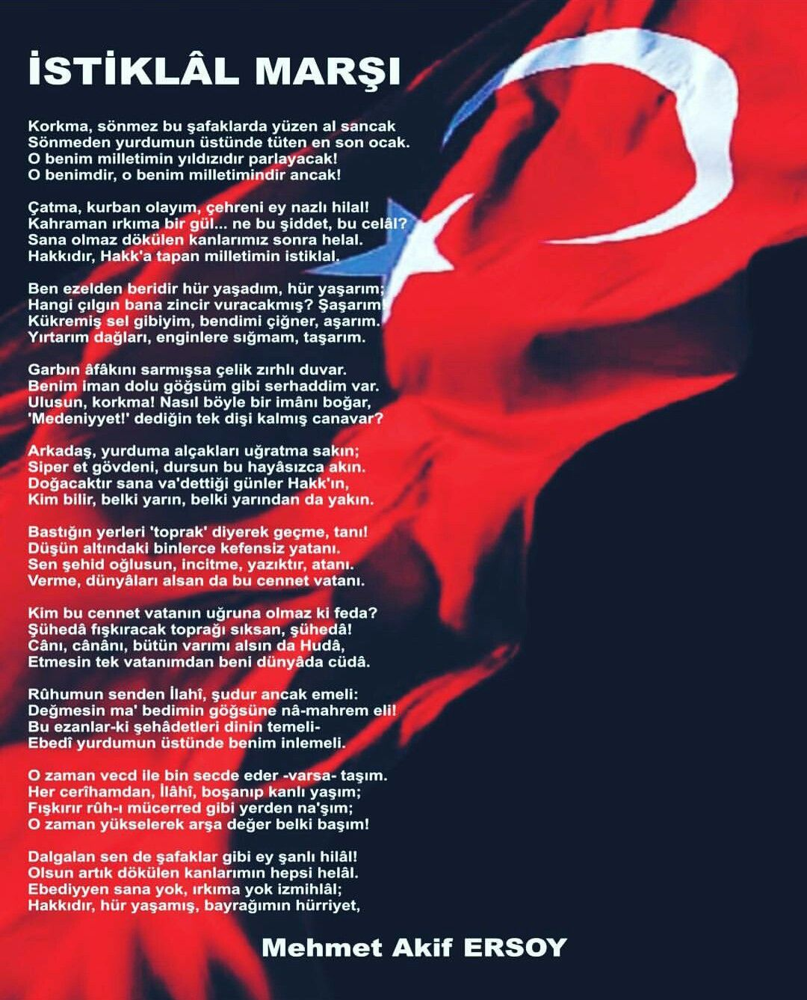 İSTİKLÂL MARŞI
Korkma, sönmez bu şafaklarda yüzen al sancak
Sönmeden yurdumun üstünde tüten en son ocak.
O benim milletimin yıldızıdır parlayacak!
O benimdir, o benim milletimindir ancak!
Çatma, kurban olayım, çehreni ey nazlı hilal!
Kahraman ırkıma bir gül... ne bu şiddet, bu celâl?
Sana olmaz dökülen kanlarımız sonra helal.
Hakkıdır, Hakk'a tapan milletimin istiklal.
Ben ezelden beridir hür yaşadım, hür yaşarım;
Hangi çılgın bana zincir vuracakmış? Şaşarım!
Kükremiş sel gibiyim, bendimi çiğner, aşarım.
Yırtarım dağları, enginlere sığmam, taşarım.
Garbın âfâkını sarmışsa çelik zırhlı duvar.
Benim iman dolu göğsüm gibi serhaddim var.
Ulusun, korkma! Nasıl böyle bir imânı boğar,
'Medeniyyet!' dediğin tek dişi kalmış canavar?
Arkadaş, yurduma alçakları uğratma sakın;
Siper et gövdeni, dursun bu hayâsızca akın.
Doğacaktır sana va'dettiği günler Hakk'ın,
Kim bilir, belki yarın, belki yarından da yakın.
Bastığın yerleri 'toprak' diyerek geçme, tanı!
Düşün altındaki binlerce kefensiz yatanı.
Sen şehid oğlusun, incitme, yazıktır, atanı.
Verme, dünyâları alsan da bu cennet vatanı.
Kim bu cennet vatanın uğruna olmaz ki feda?
Şühedâ fışkıracak toprağı sıksan, şühedâ!
Cânı, cânânı, bütün varımı alsın da Hudâ,
Etmesin tek vatanımdan beni dünyâda cüdâ.
Rûhumun senden İlahî, şudur ancak emeli:
Değmesin ma' bedimin göğsüne nâ-mahrem eli!
Bu ezanlar-ki şehâdetleri dinin temeli-
Ebedî yurdumun üstünde benim inlemeli.
O zaman vecd ile bin secde eder -varsa- taşım.
Her cerîhamdan, İlâhî, boşanıp kanlı yaşım;
Fışkırır rûh-ı mücerred gibi yerden na'şım;
O zaman yükselerek arşa değer belki başım!
Dalgalan sen de şafaklar gibi ey şanlı hilâl!
Olsun artık dökülen kanlarımın hepsi helâl.
Ebediyyen sana yok, ırkıma yok izmihlâl;
Hakkıdır, hür yaşamış, bayrağımın hürriyet,
Mehmet Akif ERSOY